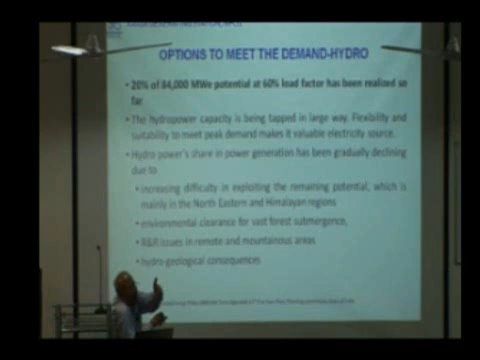 OPTIONS TO MEET THE DEMAND-HYDRO
• 20% of 84,000 MWe potential at 60% load factor has been realized so
far
• The hydropower capacity is being tapped in large way. Flexibility and
suitability to meet peak demand makes it valuable electricity source.
• Hydro power's share in power generation has been gradually declining
due to
• increasing difficulty in exploiting the remaining potential, which is
mainly in the North Eastern and Himalayan regions
• environmental clearance for vast forest submergence,
• R&R issues in remote and mountainous areas
• hydro-geological consequences